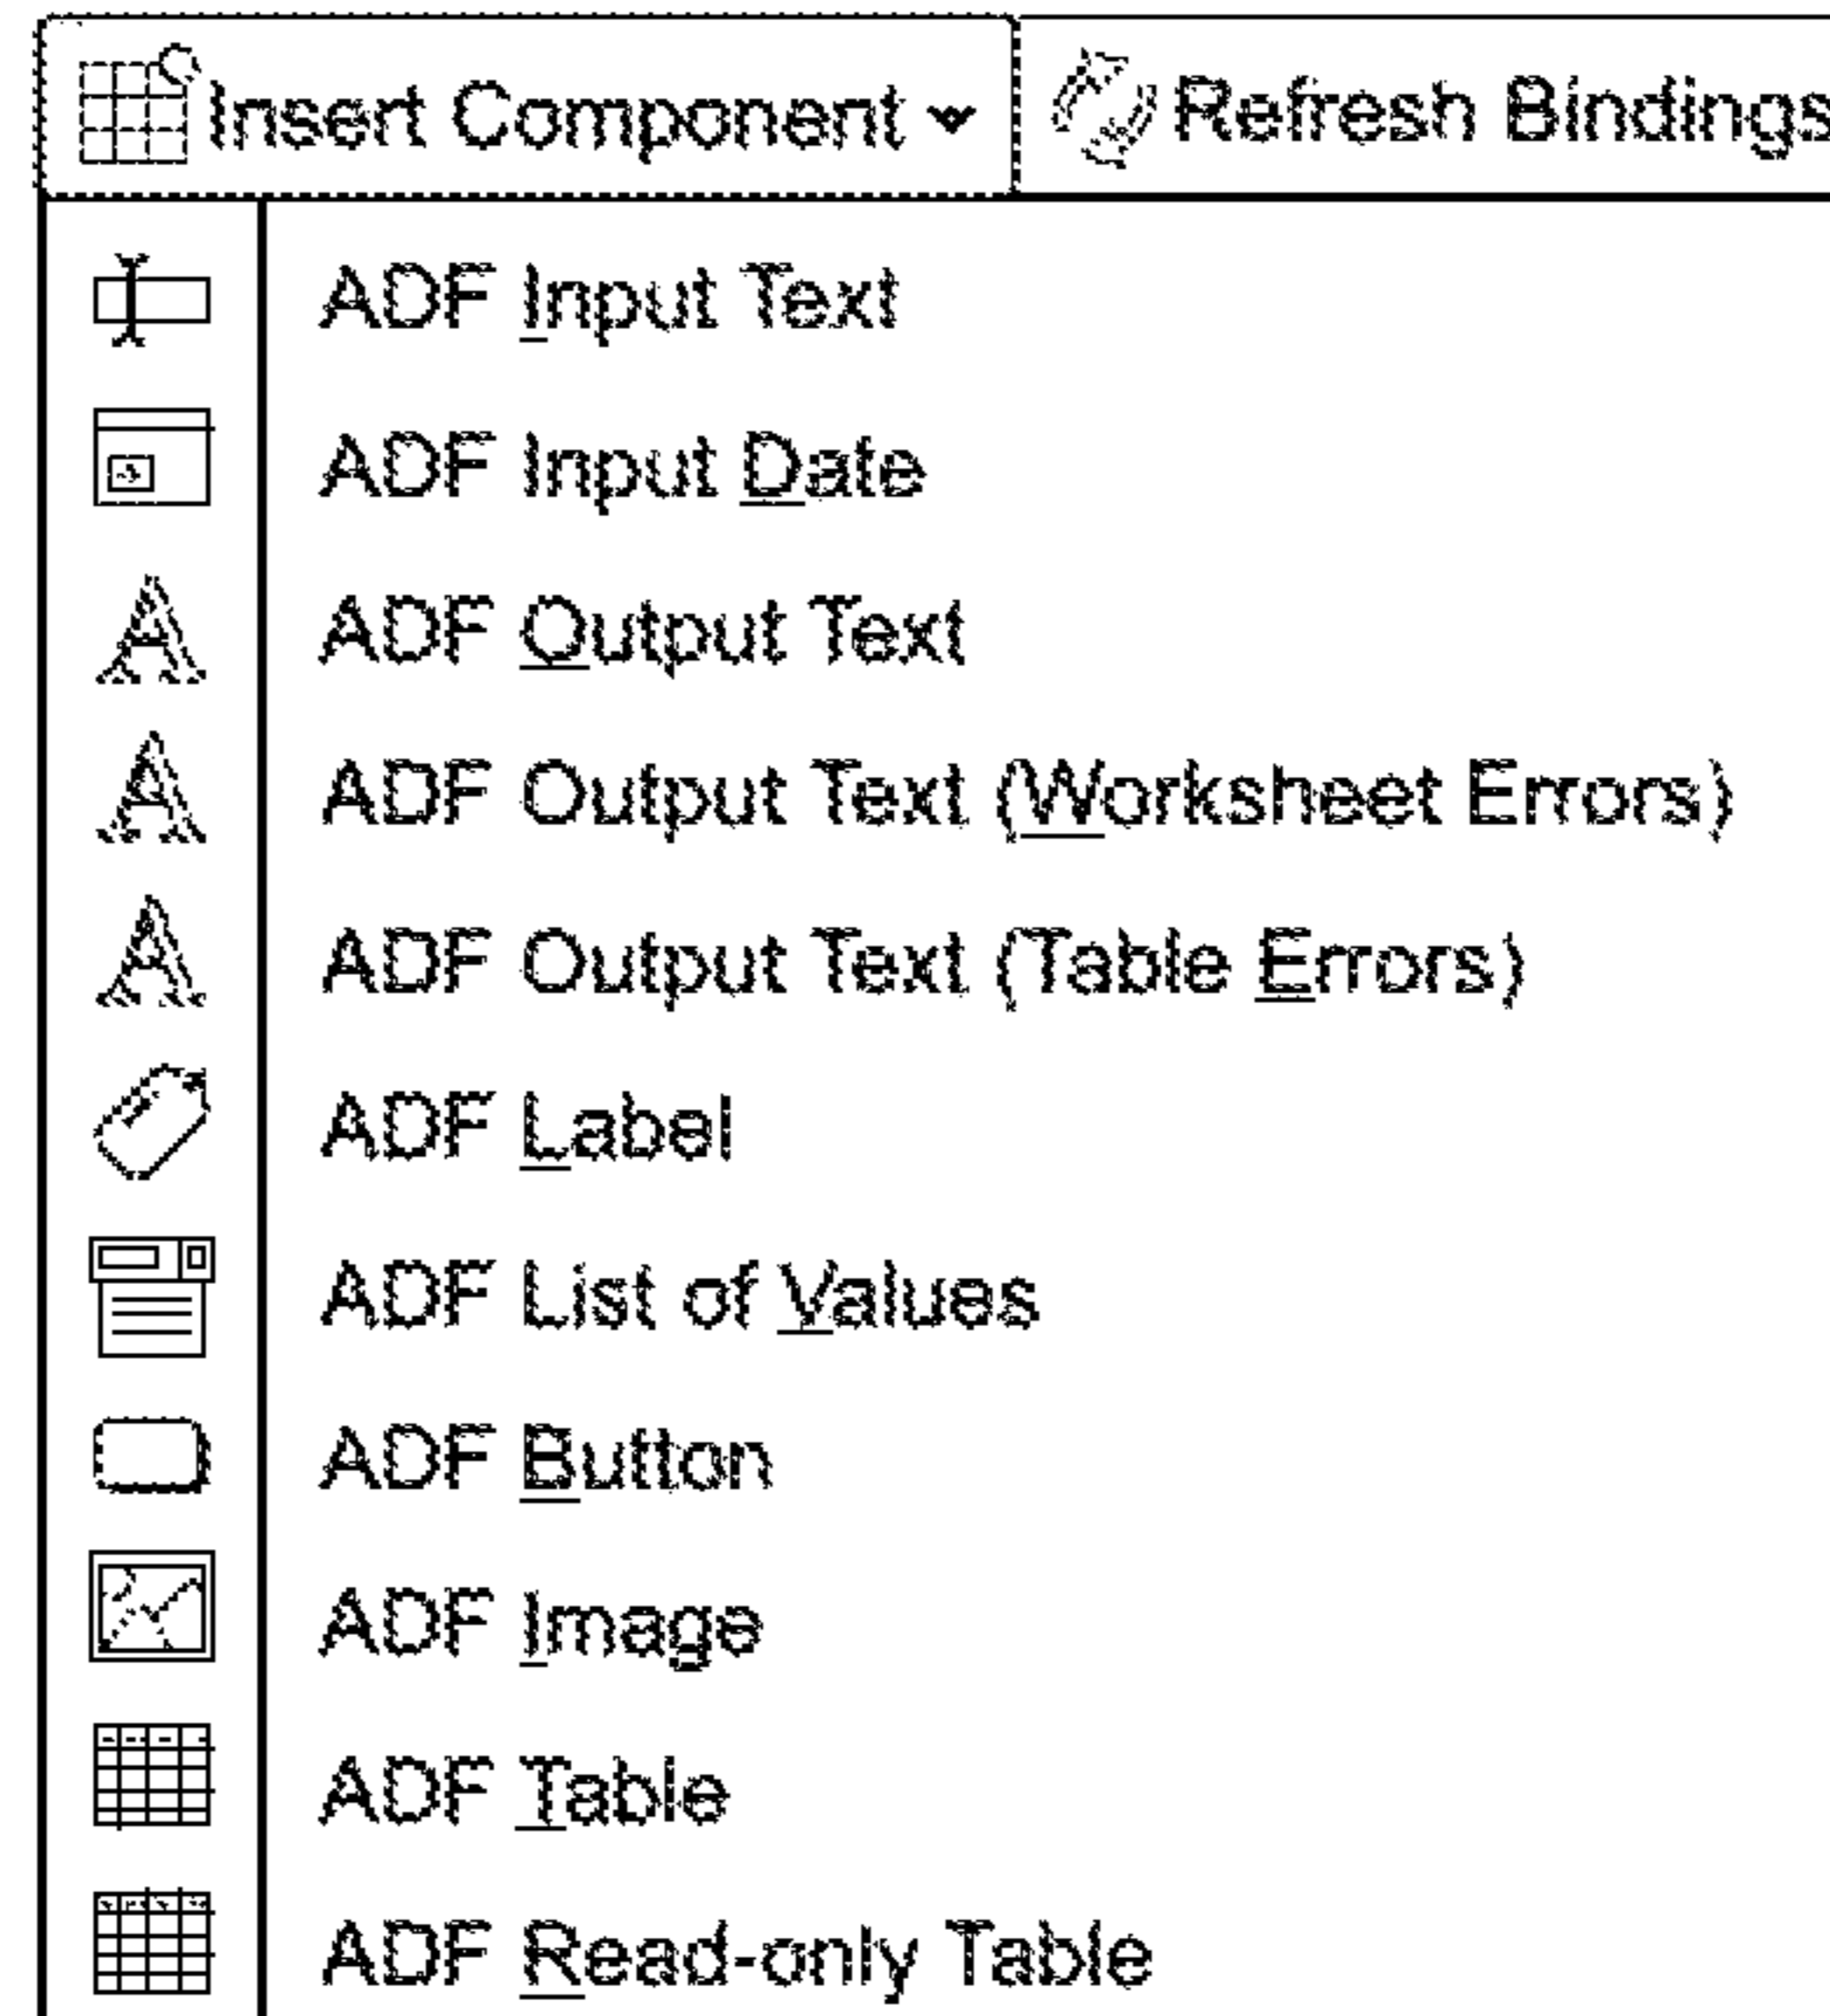 Insert Component Refresh Bindings
ADF Input Text
ADF Input Date
ADF Output Text
ADF Output Text (Worksheet Errors)
ADF Output Text (Table Errors)
ADF Label
ADF List of Values
ADF Button
ADF Image
ADF Table
ADF Read-only Table